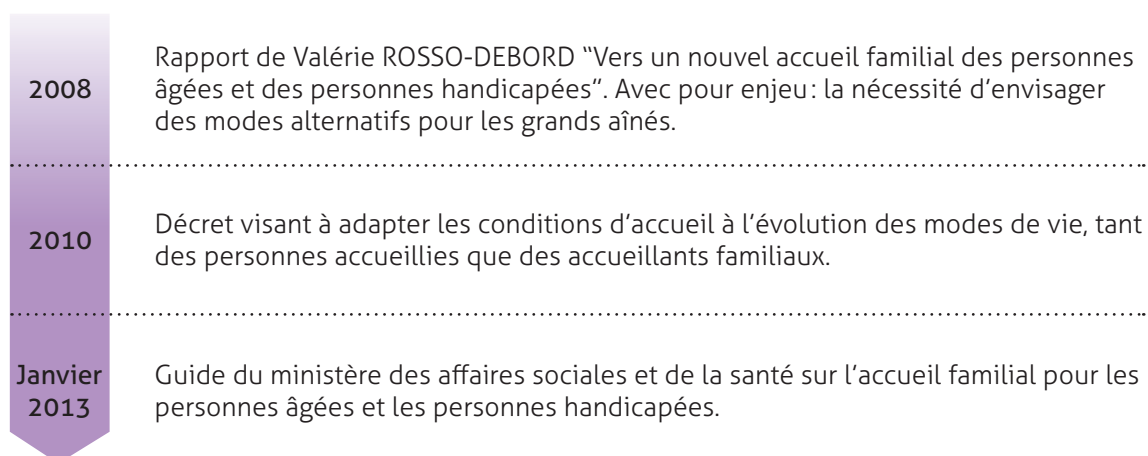 2008
Rapport de Valérie ROSSO-DEBORD “Vers un nouvel accueil familial des personnes
âgées et des personnes handicapées”. Avec pour enjeu : la nécessité d'envisager
des modes alternatifs pour les grands aînés.
2010
Décret visant à adapter les conditions d’accueil à l’évolution des modes de vie, tant
des personnes accueillies que des accueillants familiaux.
Janvier
2013
Guide du ministère des affaires sociales et de la santé sur l’accueil familial pour les
personnes âgées et les personnes handicapées.